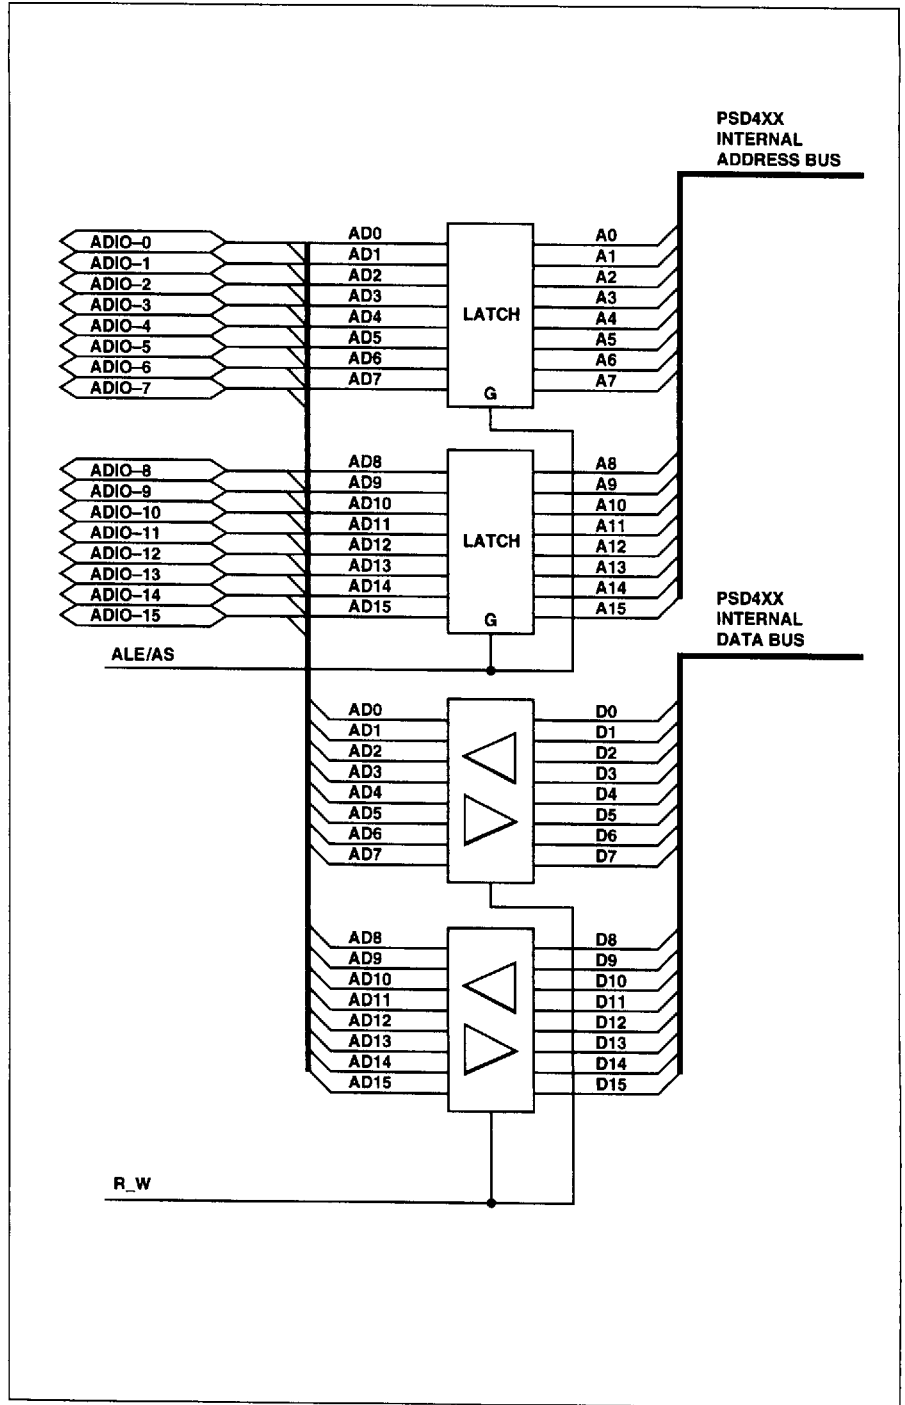 PSD4XX
INTERNAL
ADDRESS BUS
ADIO–0
ADIO–1
ADIO–2
ADIO–3
ADIO–4
ADIO–5
ADIO–6
ADIO–7
AD0
AD1
AD2
AD3
AD4
AD5
AD6
AD7
LATCH
G
A0
A1
A2
A3
A4
A5
A6
A7
ADIO–8
ADIO–9
ADIO–10
ADIO–11
ADIO–12
ADIO–13
ADIO–14
ADIO–15
AD8
AD9
AD10
AD11
AD12
AD13
AD14
AD15
LATCH
G
A8
A9
A10
A11
A12
A13
A14
A15
ALE/AS
PSD4XX
INTERNAL
DATA BUS
AD0
AD1
AD2
AD3
AD4
AD5
AD6
AD7
D0
D1
D2
D3
D4
D5
D6
D7
AD8
AD9
AD10
AD11
AD12
AD13
AD14
AD15
D8
D9
D10
D11
D12
D13
D14
D15
R_W